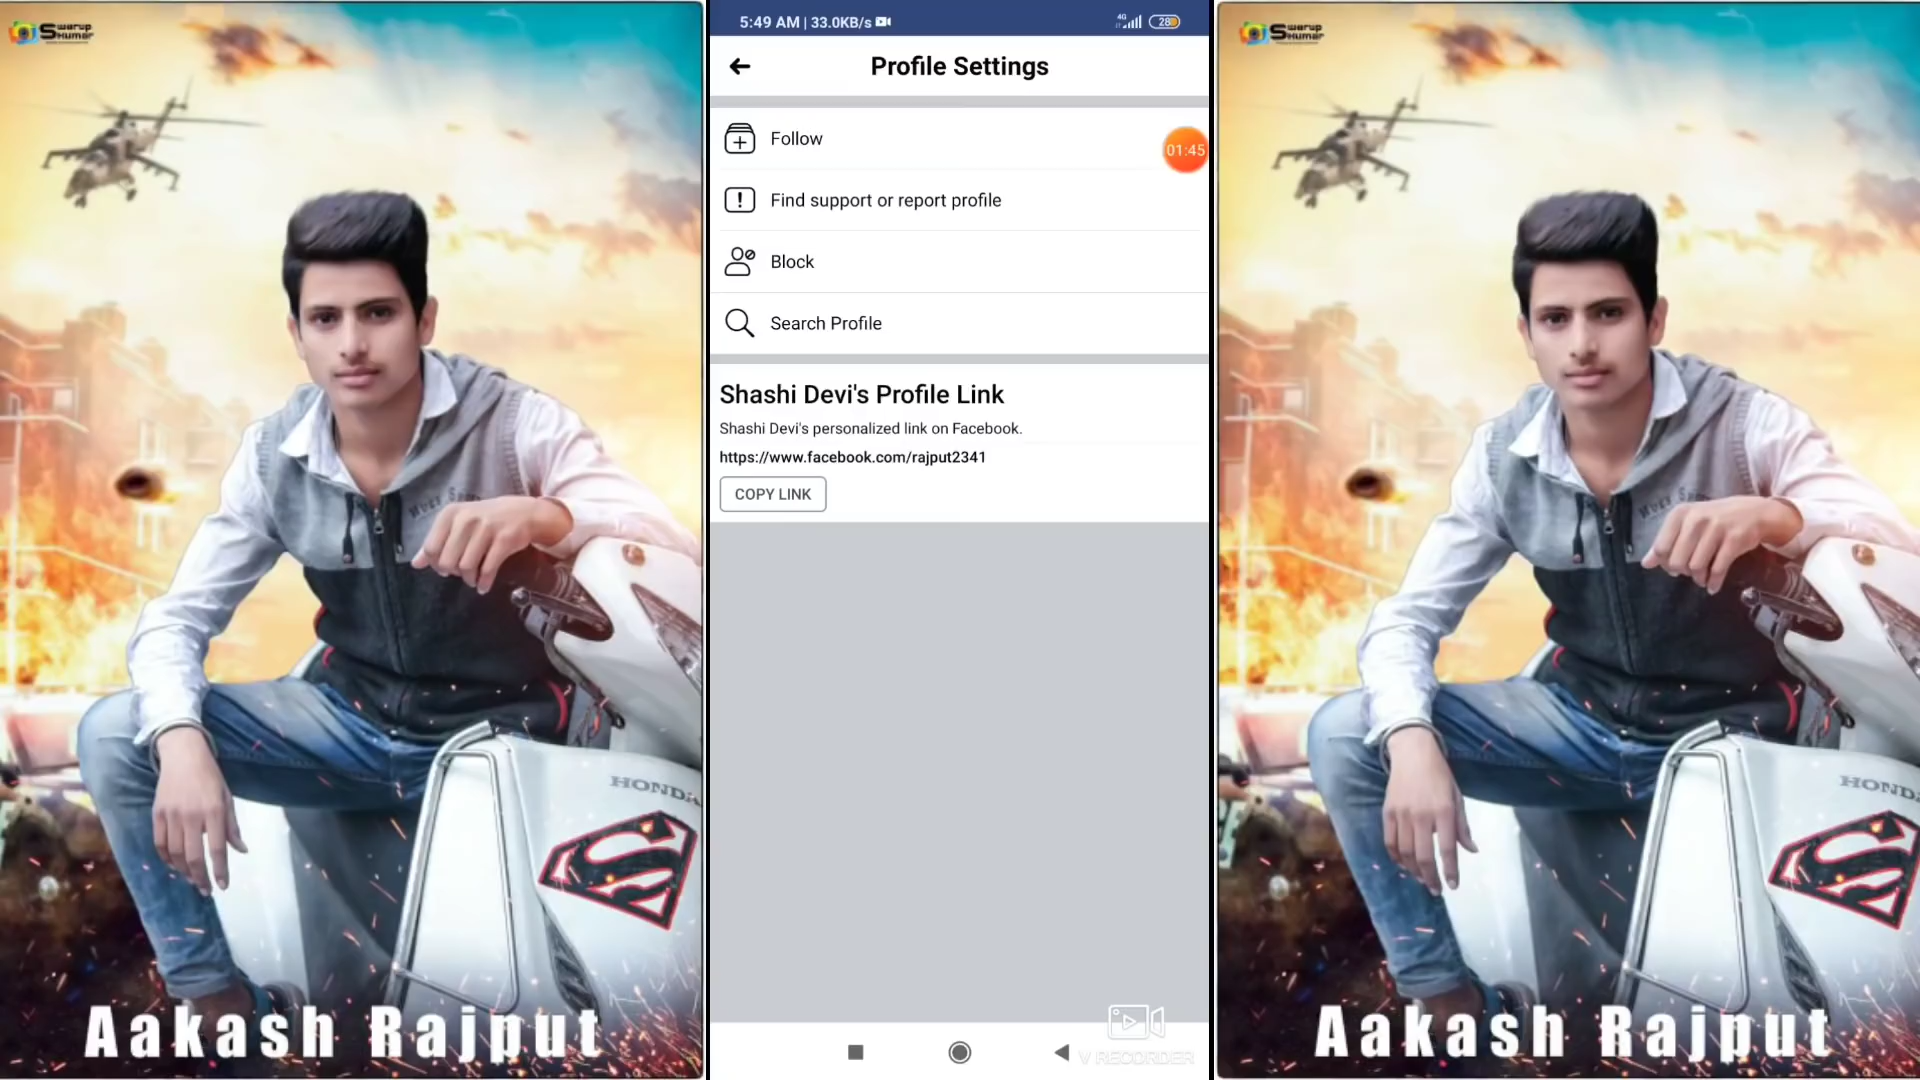 Swarup
Kumar
HONDA
Aakash Rajput
5:49 AM | 33.0KB/s
4G
28
Profile Settings
Follow
01:45
Find support or report profile
Block
Search Profile
Shashi Devi's Profile Link
Shashi Devi's personalized link on Facebook.
https://www.facebook.com/rajput2341
COPY LINK
V RECORDER
Swarup
Kumar
HONDA
Aakash Rajput